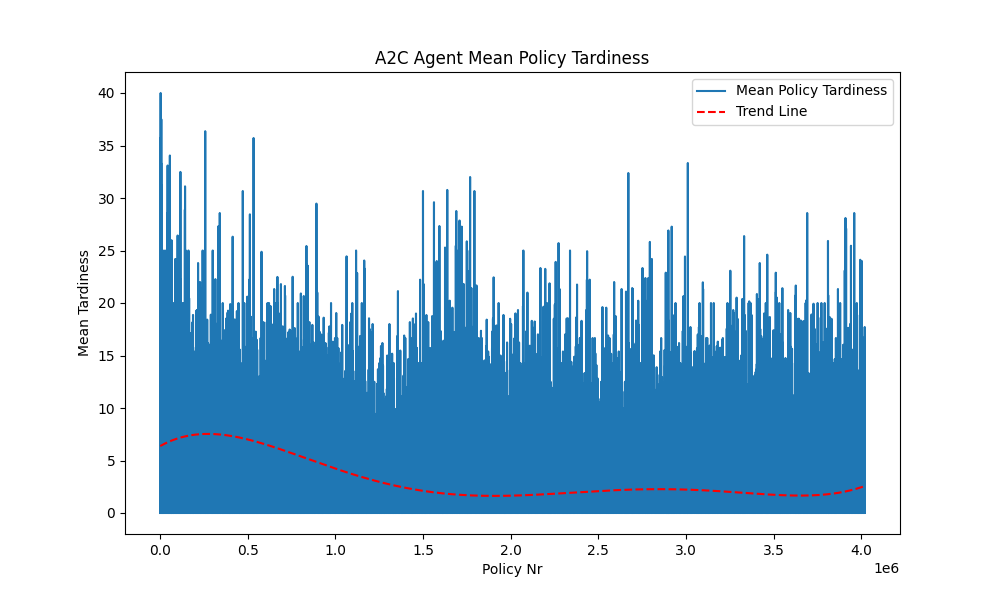 A2C Agent Mean Policy Tardiness
Mean Policy Tardiness
Trend Line
Mean Tardiness
40
35
30
25
20
15
10
5
0
0.0 0.5 1.0 1.5 2.0 2.5 3.0 3.5 4.0
1e6
Policy Nr